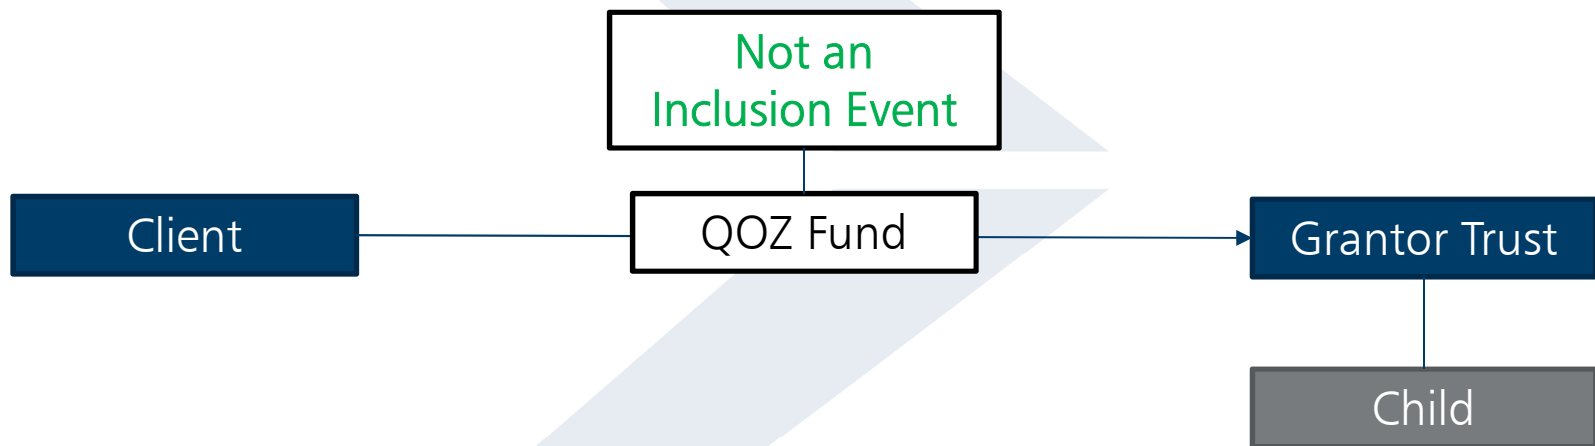 Not an
Inclusion Event
Client
QOZ Fund
Grantor Trust
Child